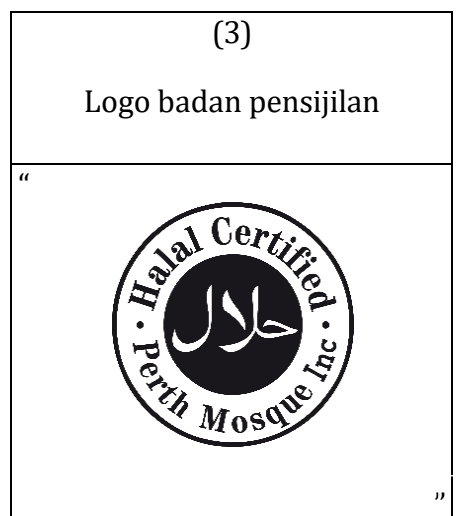 (3)
Logo badan pensijilan
“
Halal Certified
حلال
· Perth Mosque Inc ·
”